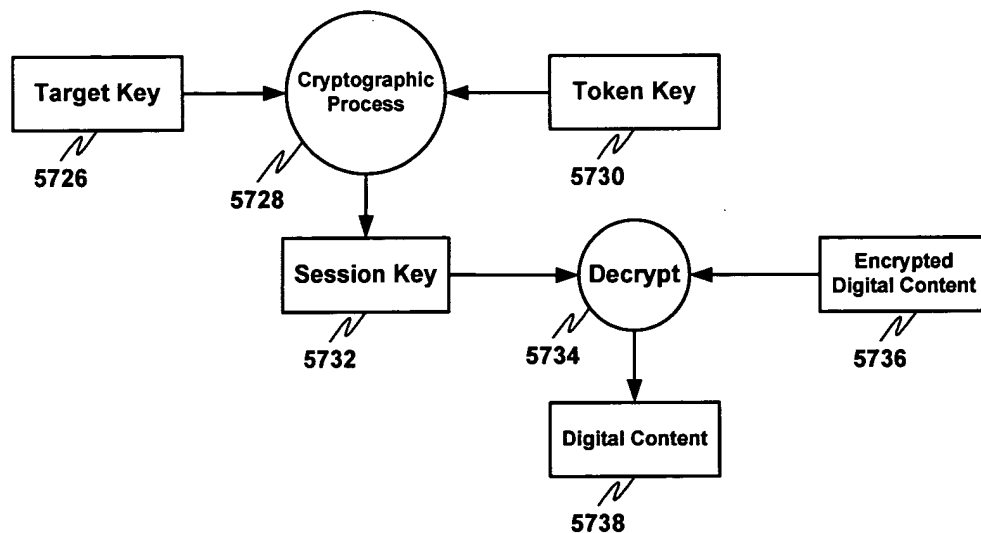 Target Key
Cryptographic
Process
Token Key
5726
5728
5730
Session Key
Decrypt
Encrypted
Digital Content
5732
5734
5736
Digital Content
5738